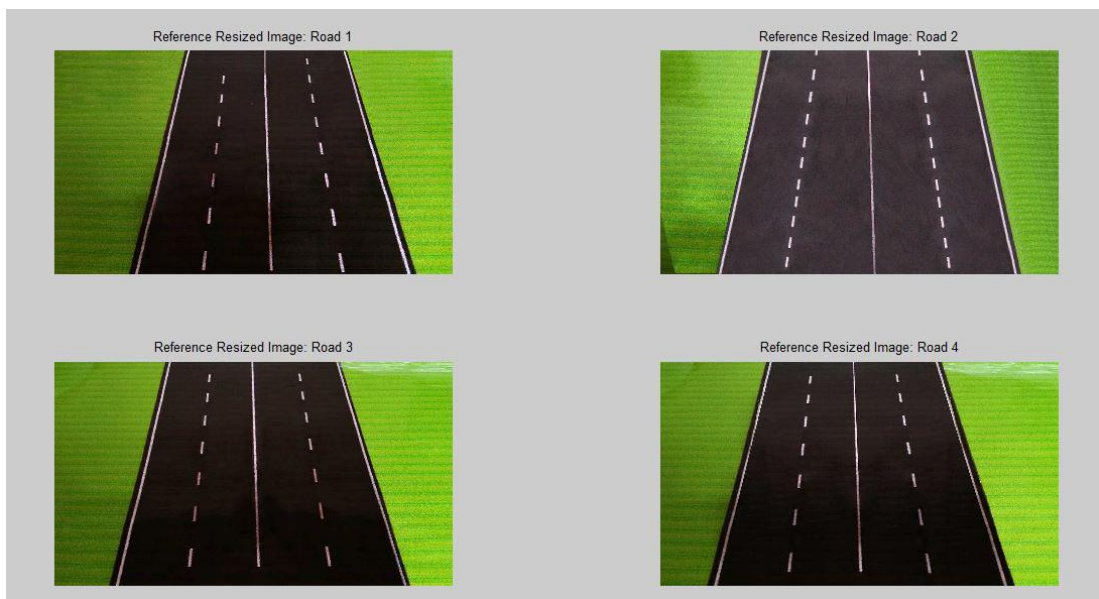 Reference Resized Image: Road 1
Reference Resized Image: Road 2
Reference Resized Image: Road 3
Reference Resized Image: Road 4